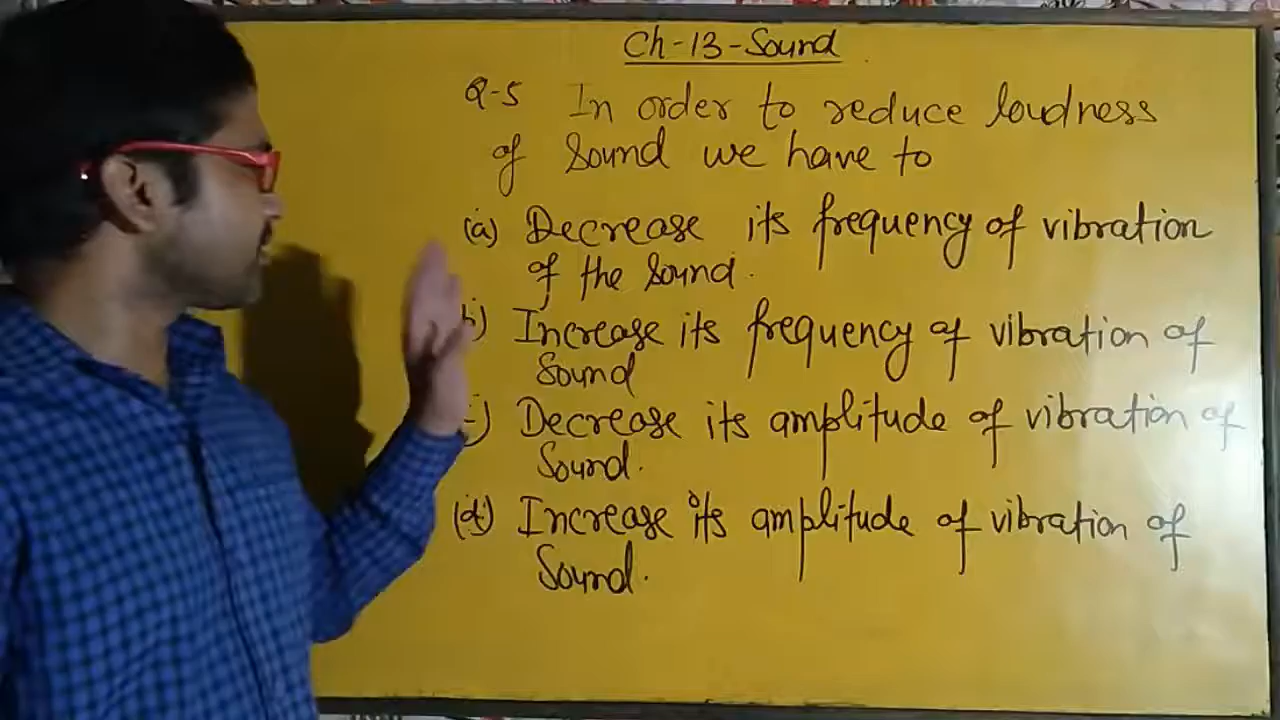 Ch-13-Sound
Q-5 In order to reduce loudness
of Sound we have to
(a) Decrease its frequency of vibration
of the Sound.
b) Increase its frequency of vibration of
Sound
c) Decrease its amplitude of vibration of
Sound.
(d) Increase its amplitude of vibration of
Sound.